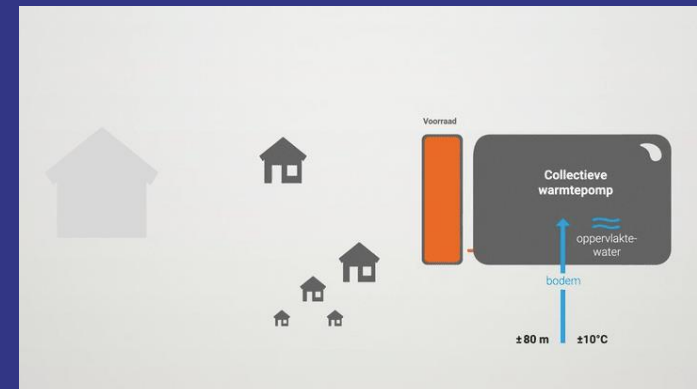 Voorraad
Collectieve
warmtepomp
oppervlakte-
water
bodem
±80 m ±10°C